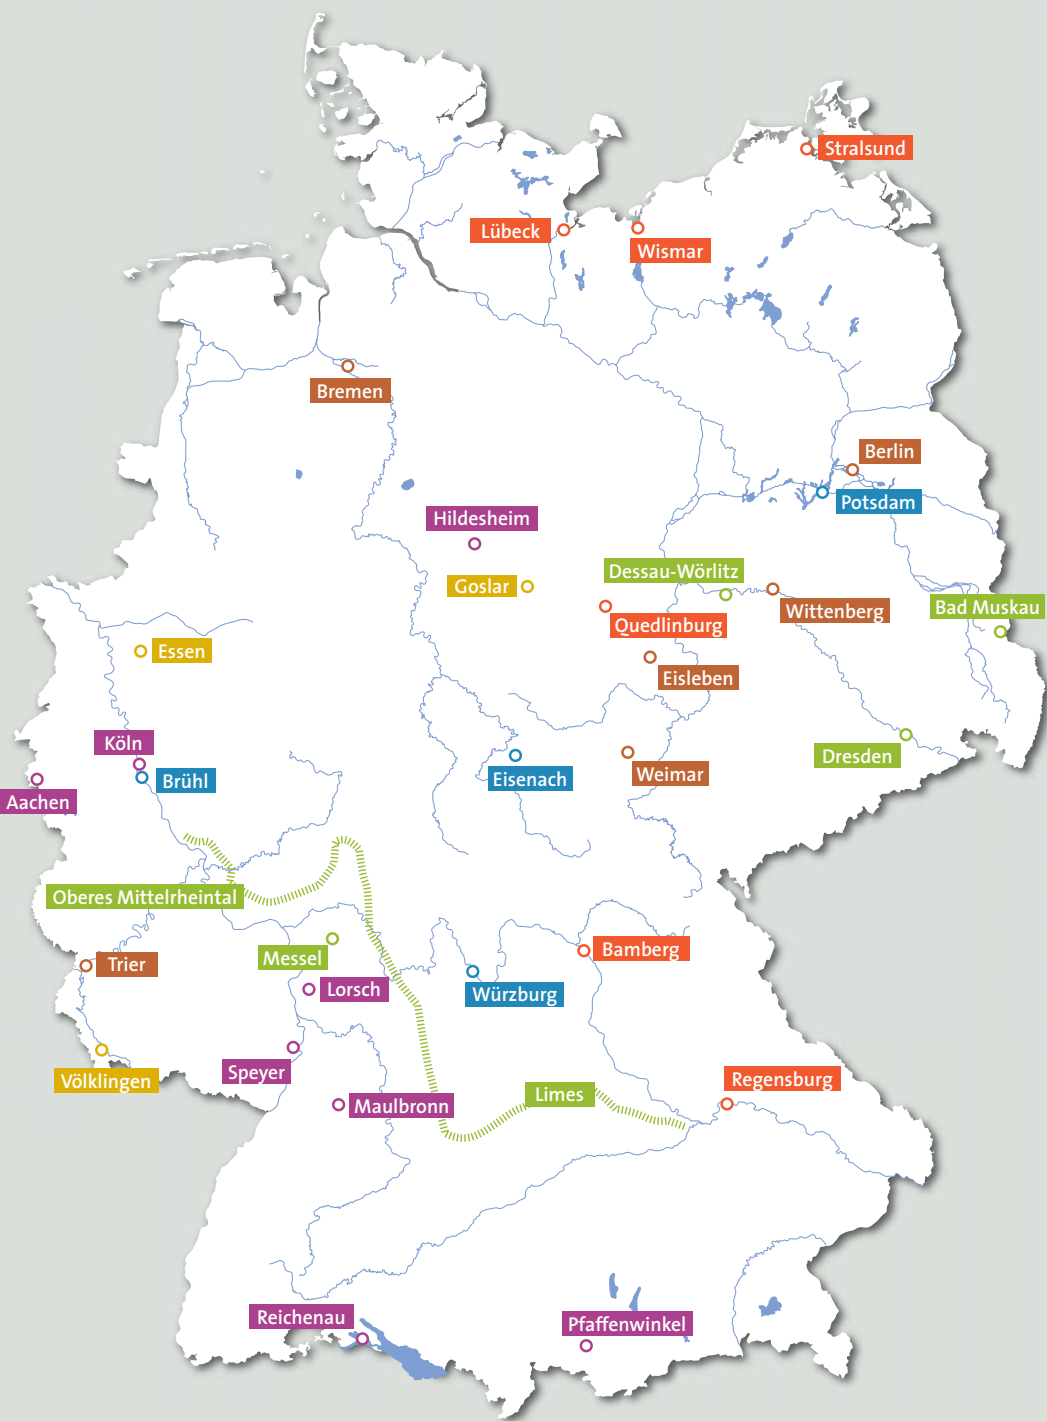 Stralsund
Lübeck
Wismar
Bremen
Berlin
Potsdam
Hildesheim
Goslar
Dessau-Wörlitz
Wittenberg
Bad Muskau
Quedlinburg
Essen
Eisleben
Köln
Dresden
Brühl
Eisenach
Weimar
Aachen
Oberes Mittelrheintal
Messel
Bamberg
Trier
Lorsch
Würzburg
Speyer
Völklingen
Regensburg
Limes
Maulbronn
Reichenau
Pfaffenwinkel